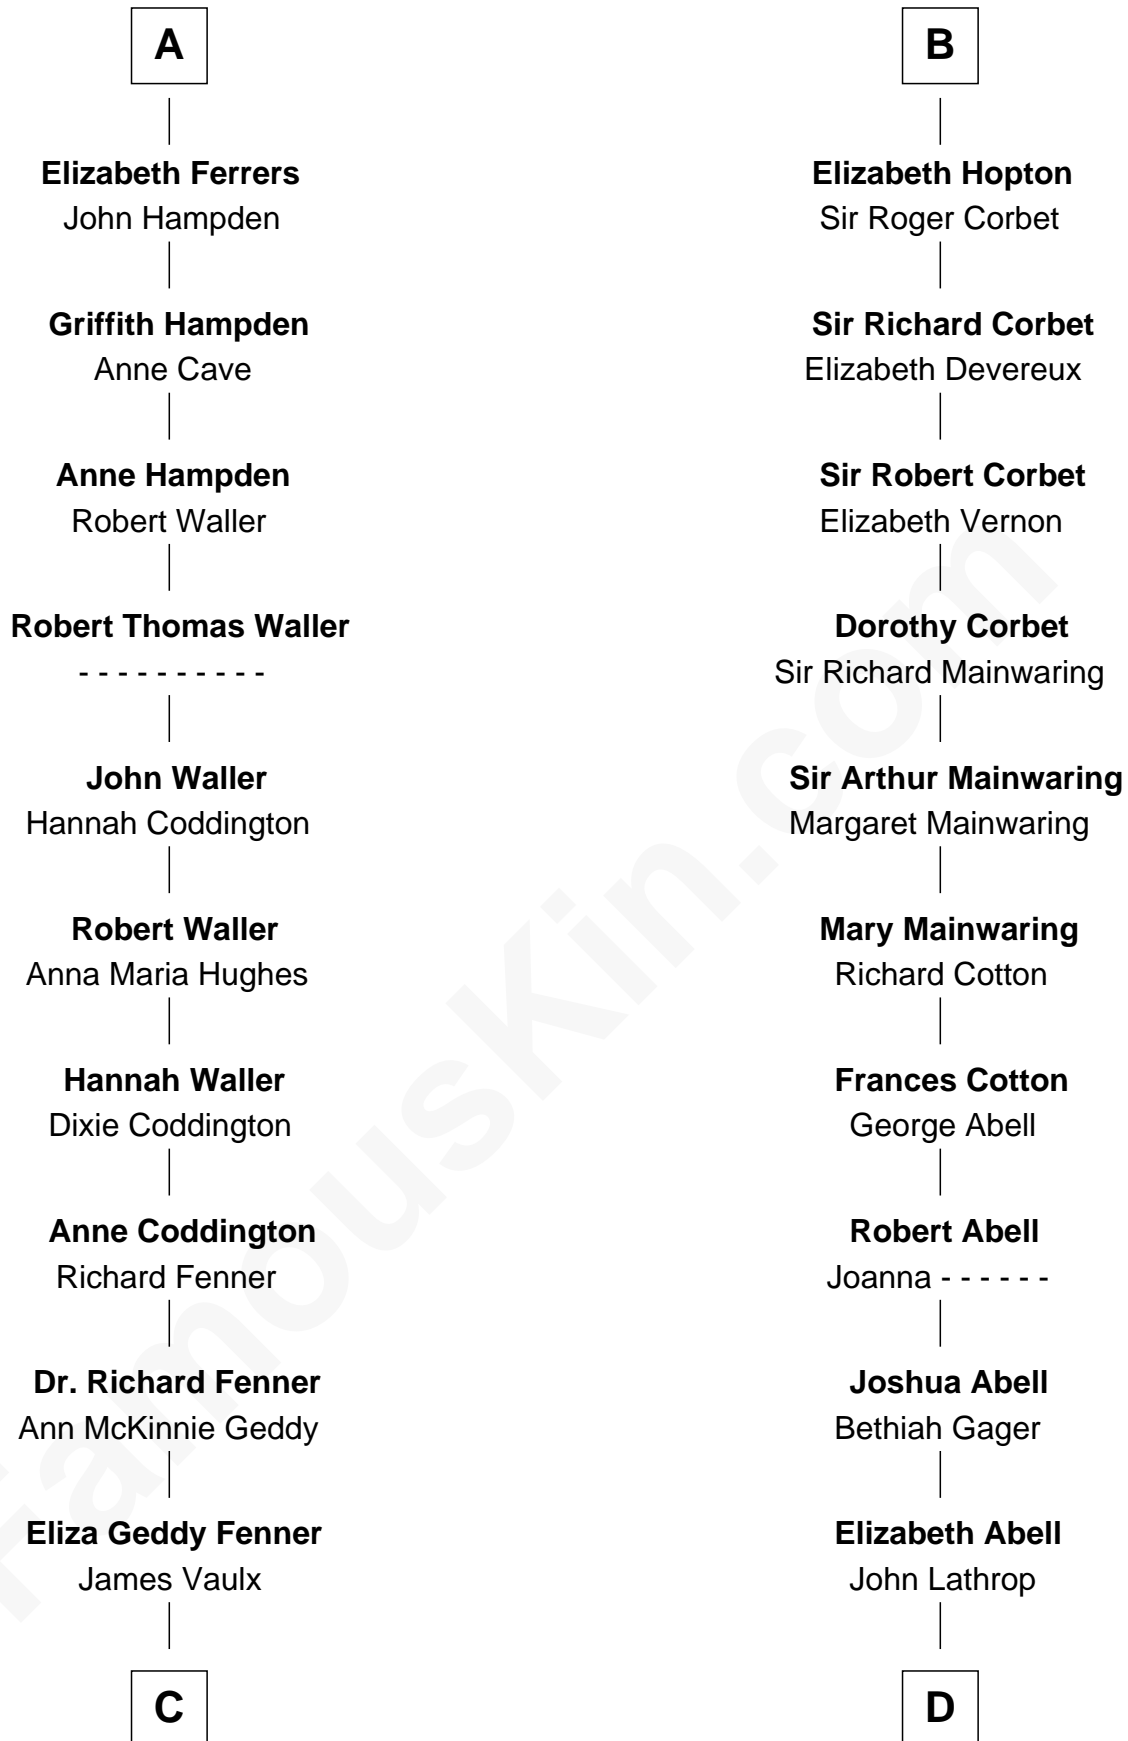 A
Elizabeth Ferrers
John Hampden
Griffith Hampden
Anne Cave
Anne Hampden
Robert Waller
Robert Thomas Waller
- - - - - - - - - -
John Waller
Hannah Coddington
Robert Waller
Anna Maria Hughes
Hannah Waller
Dixie Coddington
Anne Coddington
Richard Fenner
Dr. Richard Fenner
Ann McKinnie Geddy
Eliza Geddy Fenner
James Vaulx
C
B
Elizabeth Hopton
Sir Roger Corbet
Sir Richard Corbet
Elizabeth Devereux
Sir Robert Corbet
Elizabeth Vernon
Dorothy Corbet
Sir Richard Mainwaring
Sir Arthur Mainwaring
Margaret Mainwaring
Mary Mainwaring
Richard Cotton
Frances Cotton
George Abell
Robert Abell
Joanna - - - - - -
Joshua Abell
Bethiah Gager
Elizabeth Abell
John Lathrop
D
FamousKin.com